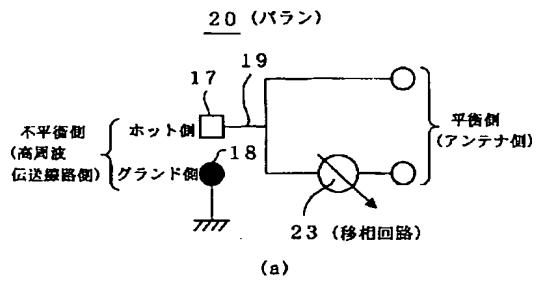 20 (バラン)
19
17
不平衡側
(高周波
伝送線路側)
ホット側
18
グランド側
平衡側
(アンテナ側)
23 (移相回路)
(a)